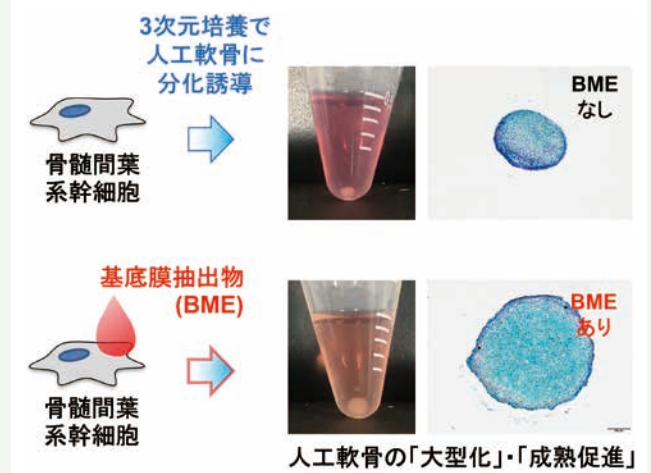 3次元培養で
人工軟骨に
分化誘導
BME
なし
骨髄間葉
系幹細胞
基底膜抽出物
(BME)
BME
あり
骨髄間葉
系幹細胞
人工軟骨の「大型化」・「成熟促進」